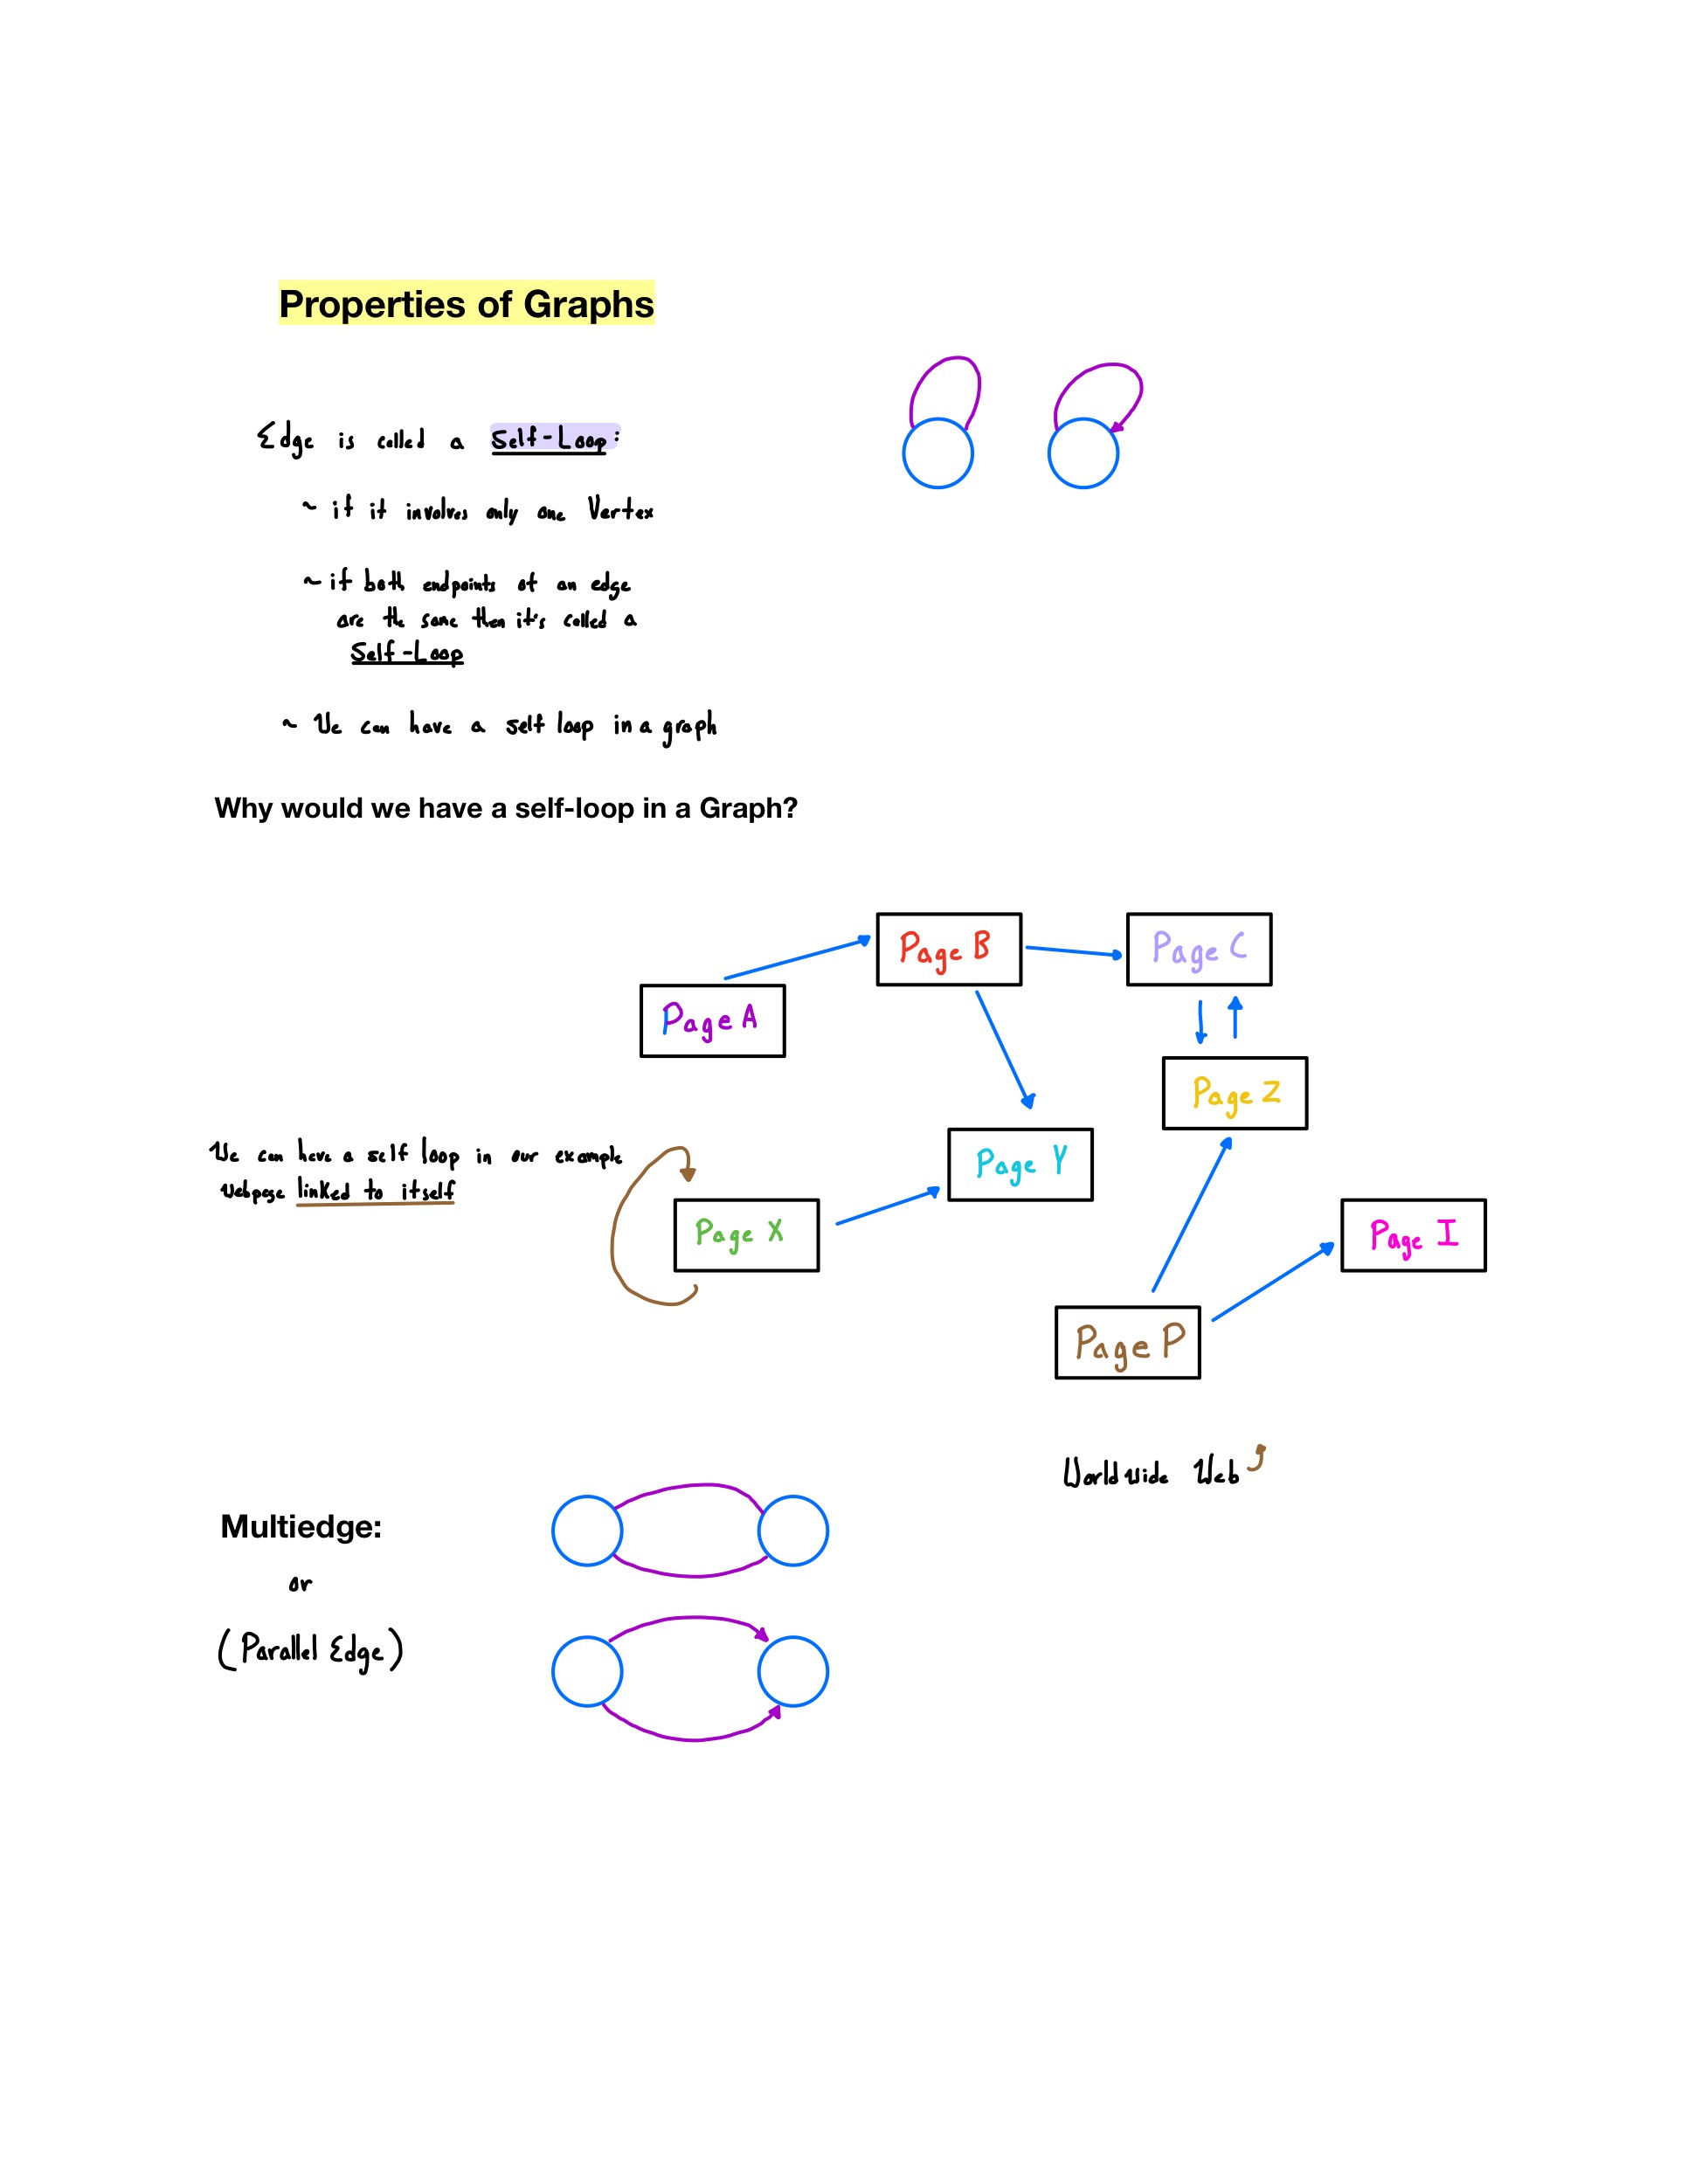 Properties of Graphs
Edge is called a Self-Loop:
~ if it involves only one Vertex
~ if both endpoints of an edge
are the same then it's called a
Self-Loop
~ We can have a self loop in a graph
Why would we have a self-loop in a Graph?
Page B
Page C
Page A
Page Z
We can have a self loop in our example
webpage linked to itself
Page Y
Page X
Page I
Page P
World wide Web
Multiedge:
or
(Parallel Edge)